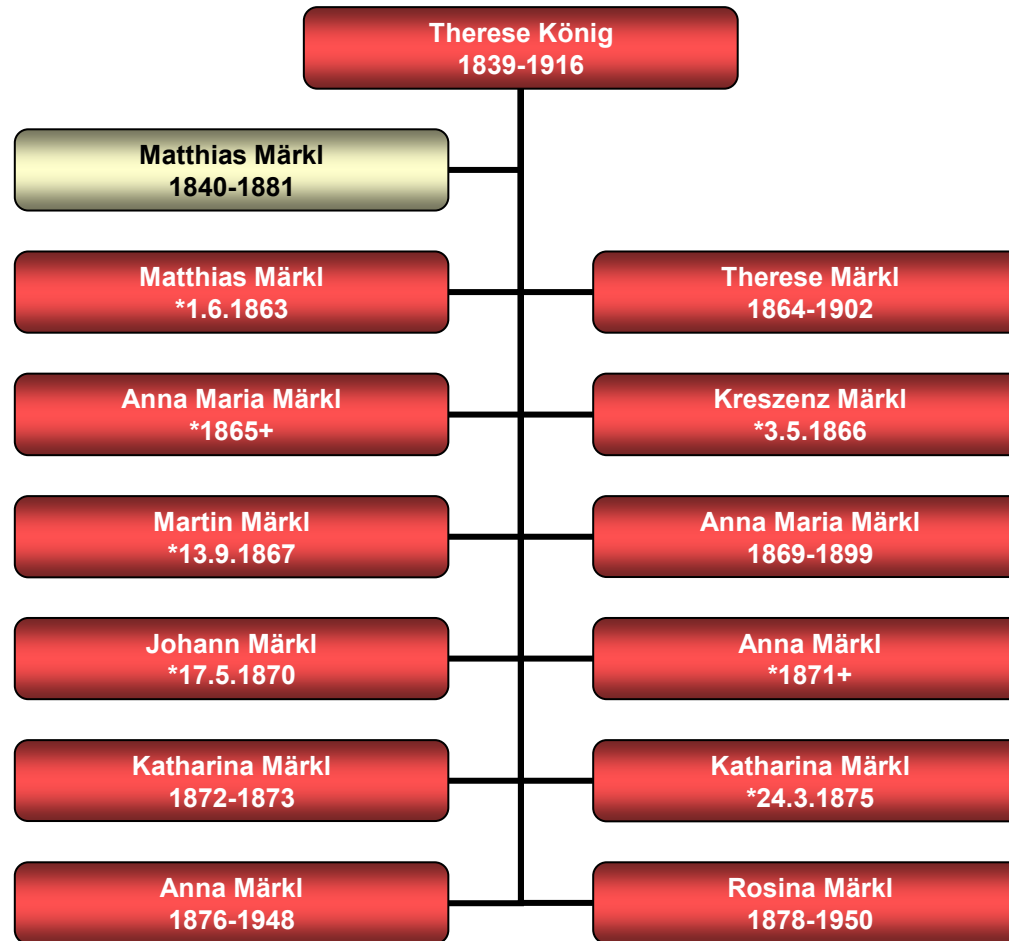 Therese König
1839-1916
Matthias Märkl
1840-1881
Matthias Märkl
*1.6.1863
Therese Märkl
1864-1902
Anna Maria Märkl
*1865+
Kreszenz Märkl
*3.5.1866
Martin Märkl
*13.9.1867
Anna Maria Märkl
1869-1899
Johann Märkl
*17.5.1870
Anna Märkl
*1871+
Katharina Märkl
1872-1873
Katharina Märkl
*24.3.1875
Anna Märkl
1876-1948
Rosina Märkl
1878-1950